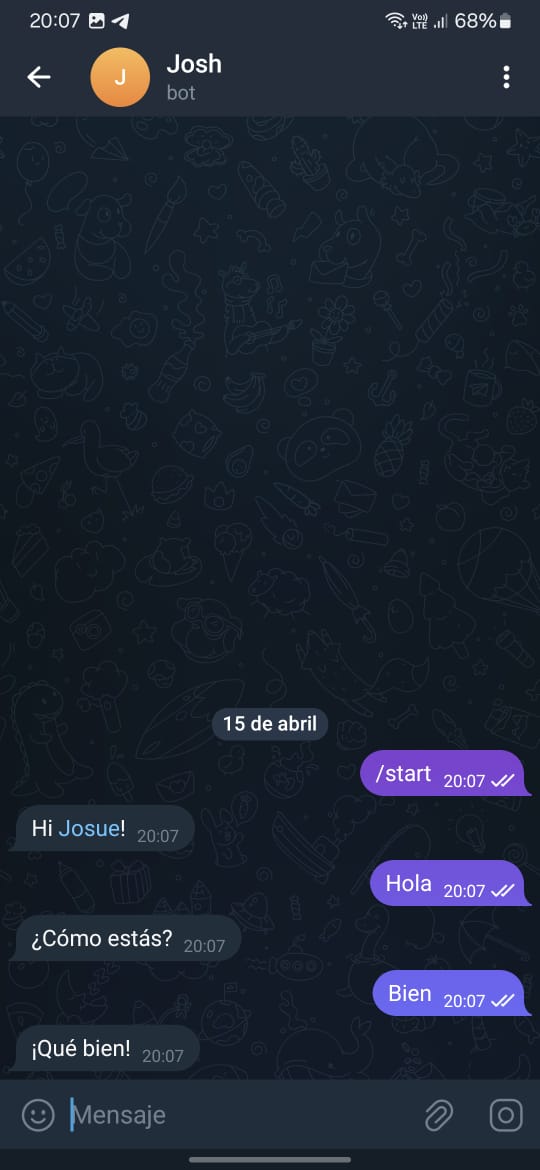 20:07 Vo)) LTE 68%
J
Josh
bot
15 de abril
/start 20:07
Hi Josue! 20:07
Hola 20:07
¿Cómo estás? 20:07
Bien 20:07
¡Qué bien! 20:07
Mensaje